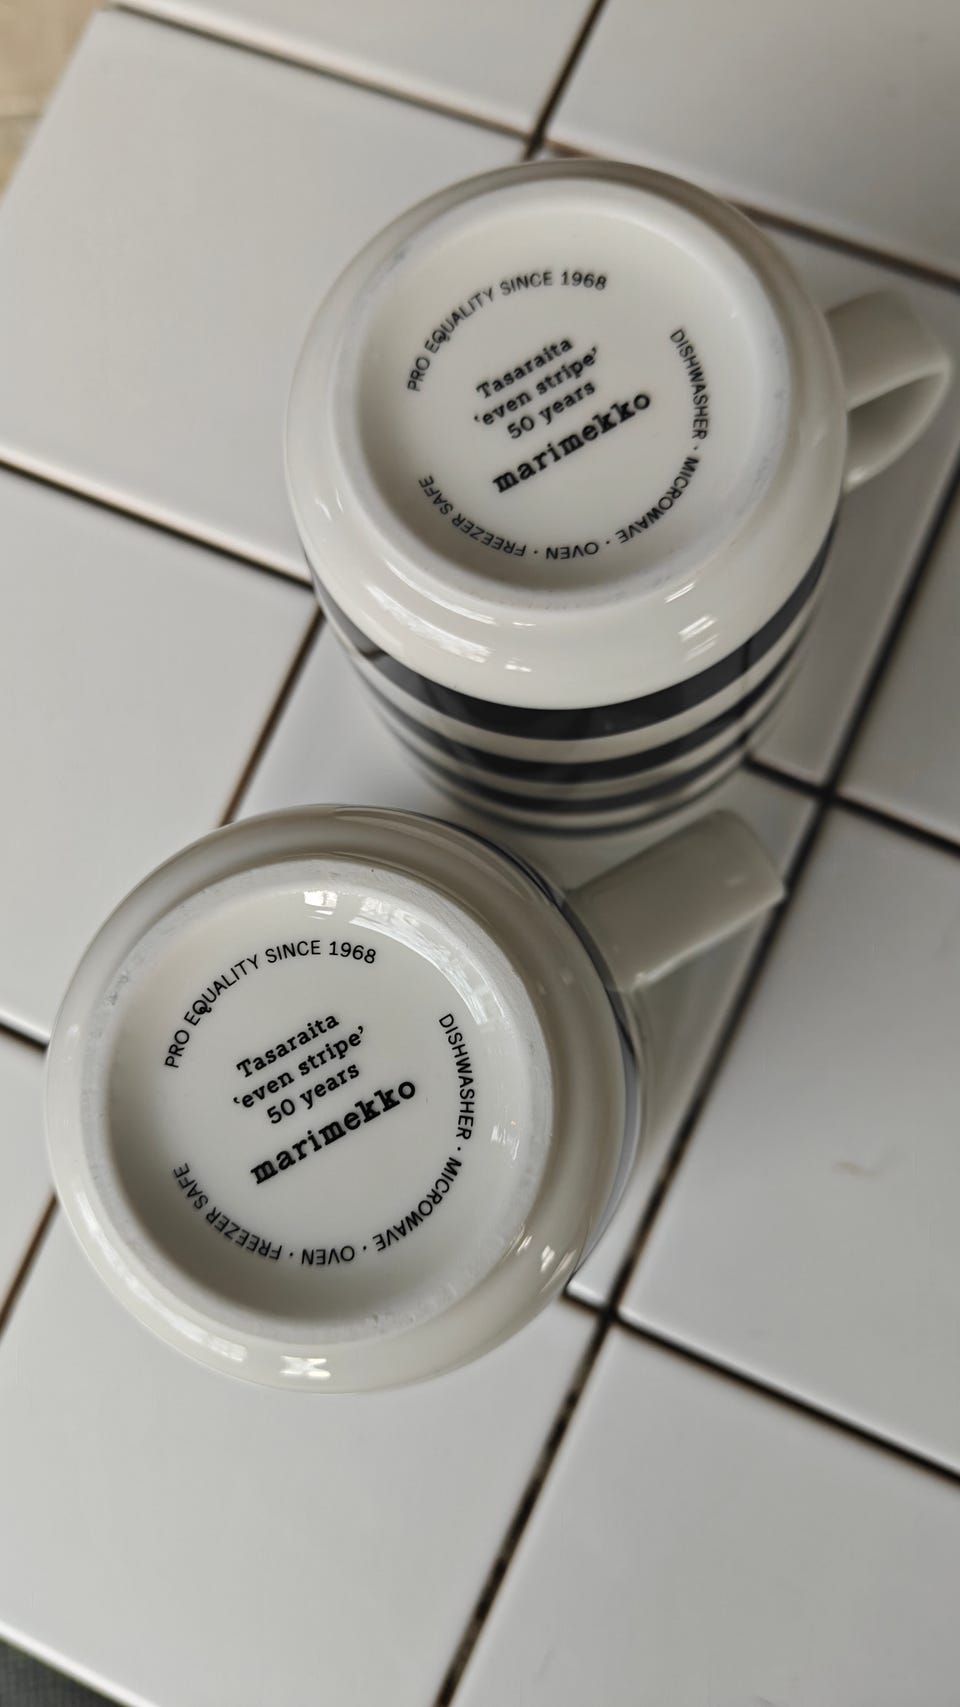 PRO EQUALITY SINCE 1968
Tasaraita
‘even stripe’
50 years
marimekko
DISHWASHER · MICROWAVE · OVEN · FREEZER SAFE
PRO EQUALITY SINCE 1968
Tasaraita
‘even stripe’
50 years
marimekko
DISHWASHER · MICROWAVE · OVEN · FREEZER SAFE